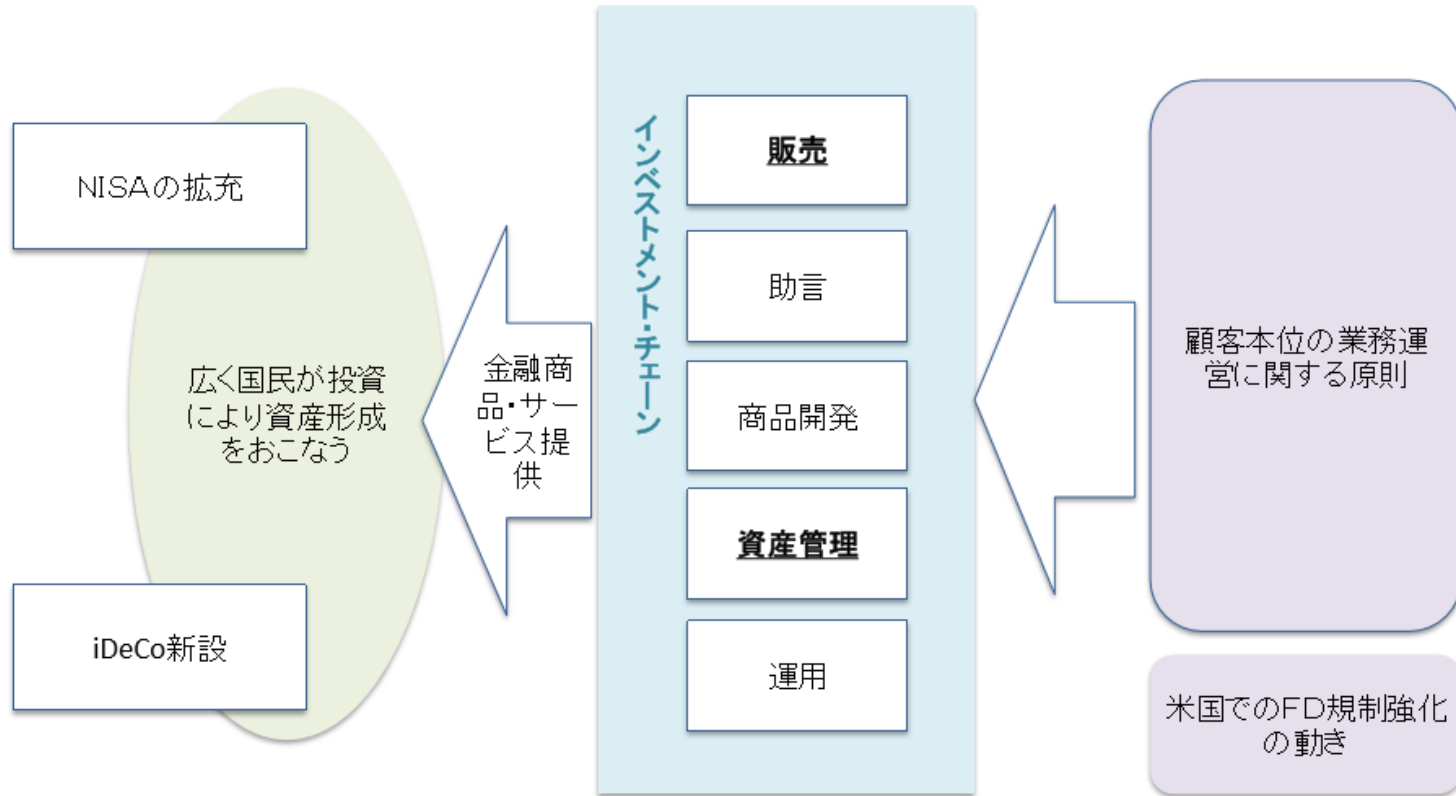 NISAの拡充
広く国民が投資
により資産形成
をおこなう
iDeCo新設
金融商
品・サー
ビス提
供
インベストメント・チェーン
販売
助言
商品開発
資産管理
運用
顧客本位の業務運
営に関する原則
米国でのFD規制強化
の動き